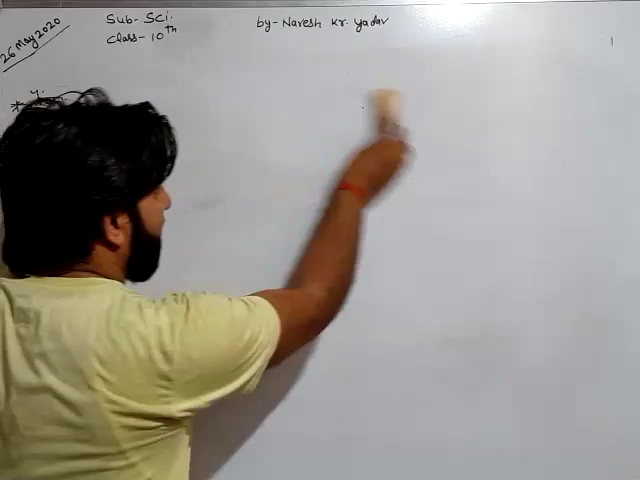 26 May 2020
Sub- Sci.
Class- 10th
by- Naresh Kr. Yadav